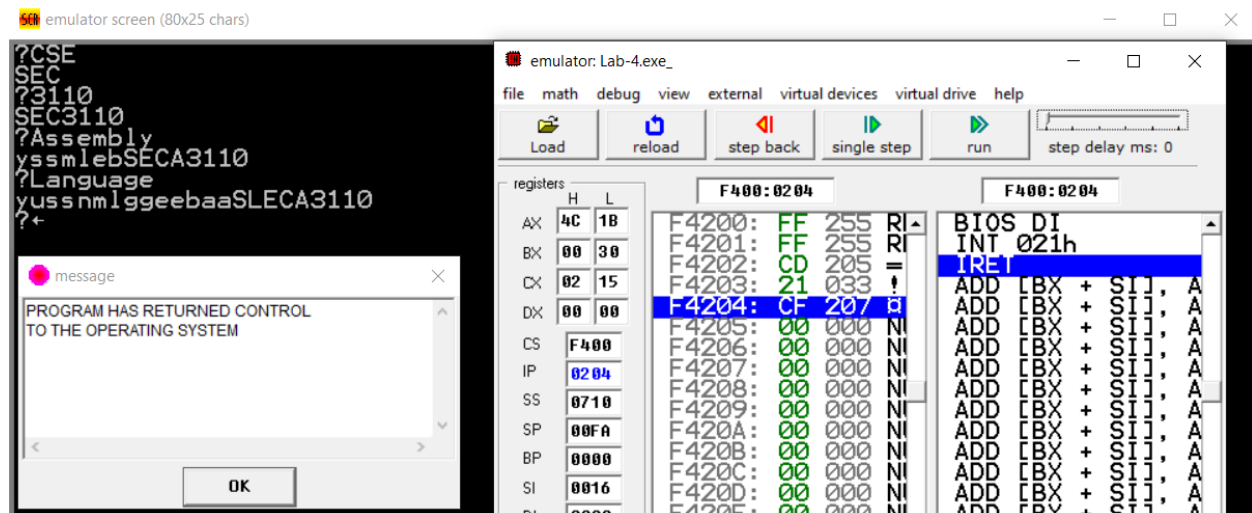 emulator screen (80x25 chars)
?CSE
SEC
?3110
SEC3110
?Assembly
yssmlebSECA3110
?Language
yussnmlggeebaaSLECA3110
?←
message
PROGRAM HAS RETURNED CONTROL
TO THE OPERATING SYSTEM
OK
emulator: Lab-4.exe_
file math debug view external virtual devices virtual drive help
Load reload step back single step run step delay ms: 0
registers
H L
AX 4C 1B
BX 00 30
CX 02 15
DX 00 00
CS F400
IP 0204
SS 0710
SP 00FA
BP 0000
SI 0016
F400:0204
F4200: FF 255
F4201: FF 255
F4202: CD 205 =
F4203: 21 033 !
F4204: CF 207 ¤
F4205: 00 000
F4206: 00 000
F4207: 00 000
F4208: 00 000
F4209: 00 000
F420A: 00 000
F420B: 00 000
F420C: 00 000
F420D: 00 000
F400:0204
BIOS DI
INT 021h
IRET
ADD [BX + SI], A
ADD [BX + SI], A
ADD [BX + SI], A
ADD [BX + SI], A
ADD [BX + SI], A
ADD [BX + SI], A
ADD [BX + SI], A
ADD [BX + SI], A
ADD [BX + SI], A
ADD [BX + SI], A
ADD [BX + SI], A